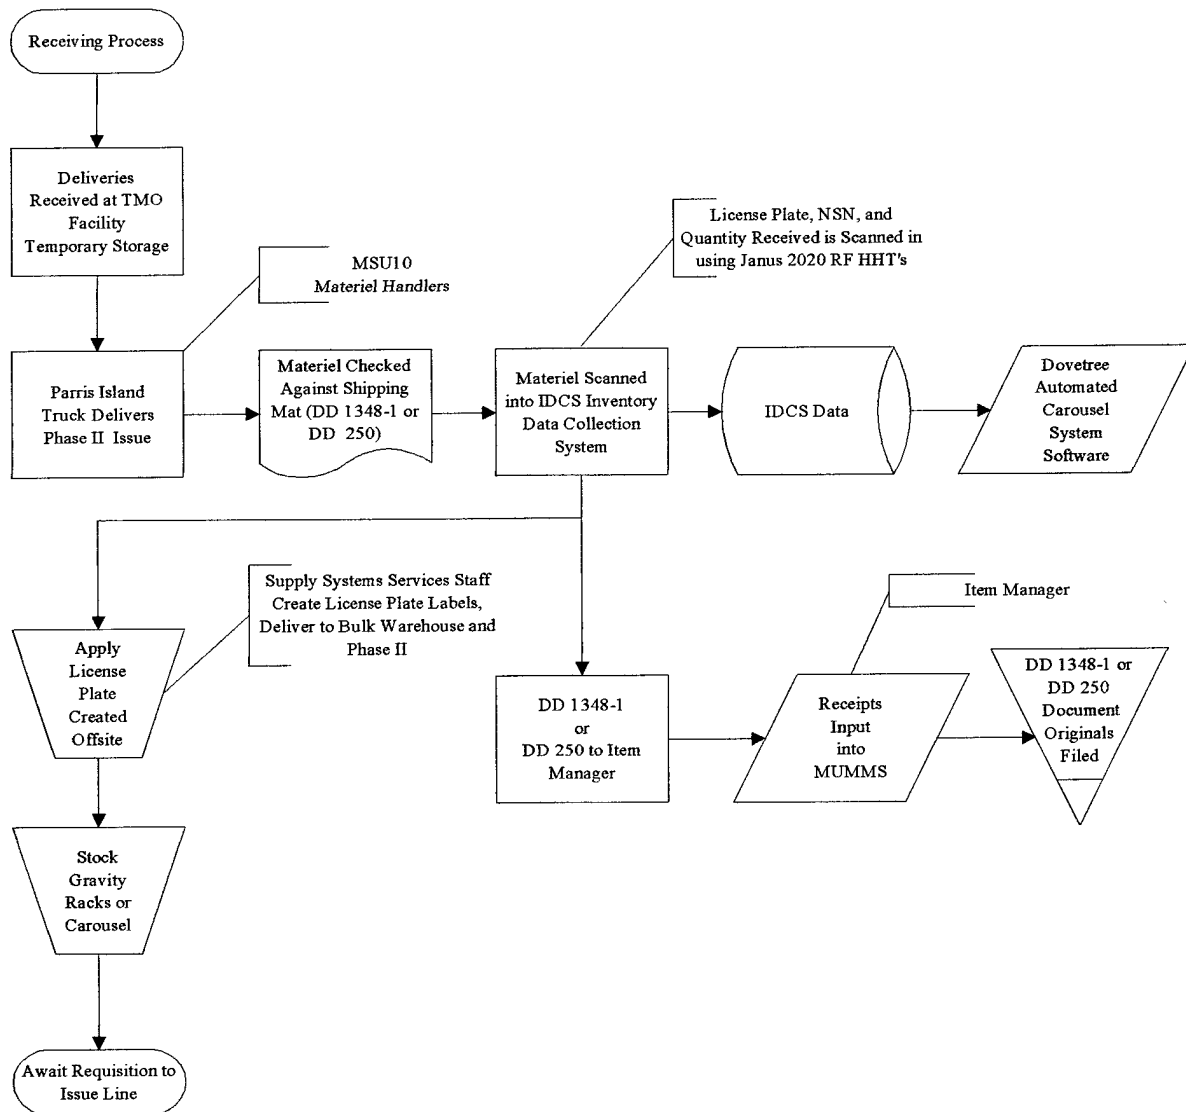 Receiving Process
Deliveries
Received at TMO
Facility
Temporary Storage
MSU10
Materiel Handlers
License Plate, NSN, and
Quantity Received is Scanned in
using Janus 2020 RF HHT's
Parris Island
Truck Delivers
Phase II Issue
Materiel Checked
Against Shipping
Mat (DD 1348-1 or
DD 250)
Materiel Scanned
into IDCS Inventory
Data Collection
System
IDCS Data
Dovetree
Automated
Carousel
System
Software
Supply Systems Services Staff
Create License Plate Labels,
Deliver to Bulk Warehouse and
Phase II
Item Manager
Apply
License
Plate
Created
Offsite
DD 1348-1
or
DD 250 to Item
Manager
Receipts
Input
into
MUMMS
DD 1348-1 or
DD 250
Document
Originals
Filed
Stock
Gravity
Racks or
Carousel
Await Requisition to
Issue Line